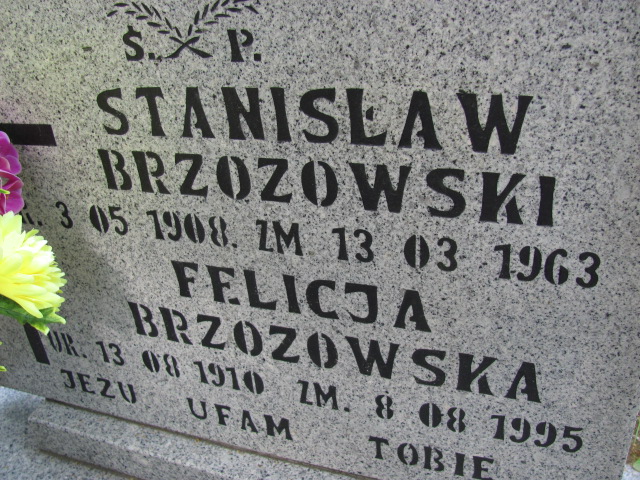 Ś. P.
STANISŁAW
BRZOZOWSKI
R. 3 05 1908. ZM 13 03 1963
FELICJA
BRZOZOWSKA
OR. 13 08 1910 ZM. 8 08 1995
JEZU UFAM TOBIE